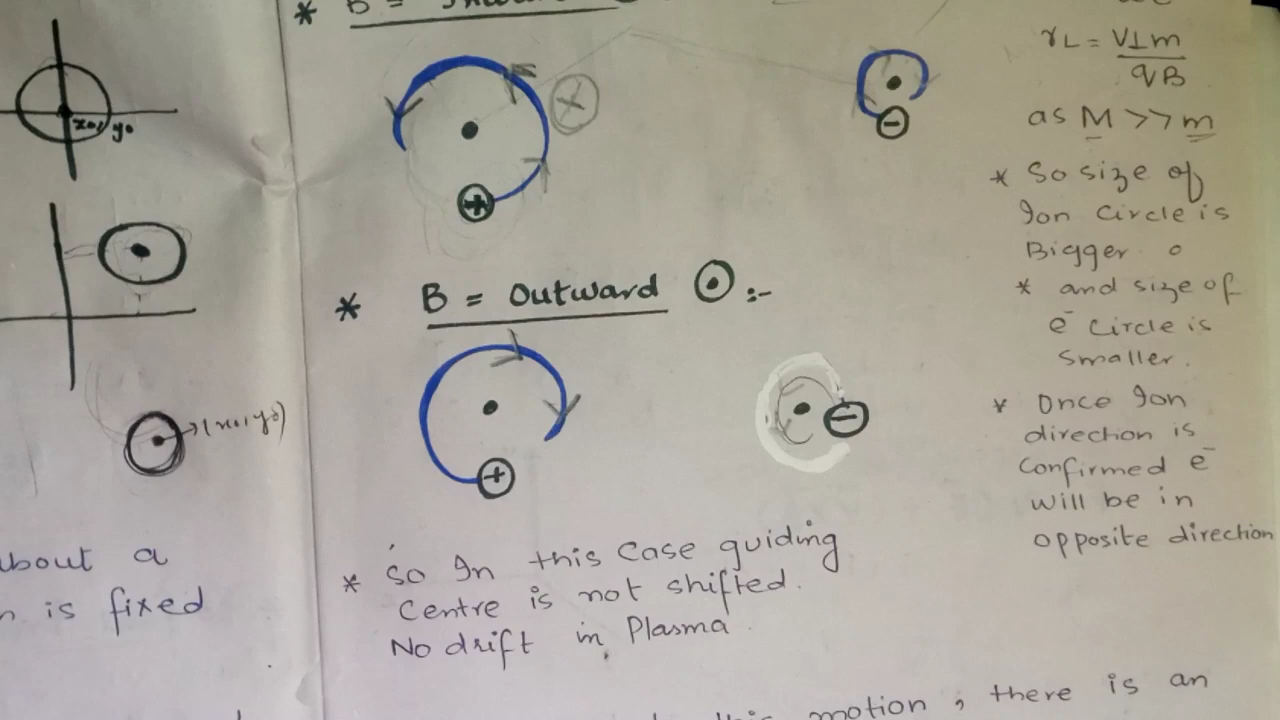 * B =
x₀, y₀
(x₀, y₀)
about a
is fixed
* B = Outward ⊙ :-
* So In this Case guiding
Centre is not shifted.
No drift in Plasma
rL = V⊥m
qB
as M >> m
* So size of
Ion Circle is
Bigger.
* and size of
e⁻ Circle is
Smaller.
* Once Ion
direction is
Confirmed e⁻
will be in
opposite direction
motion, there is an